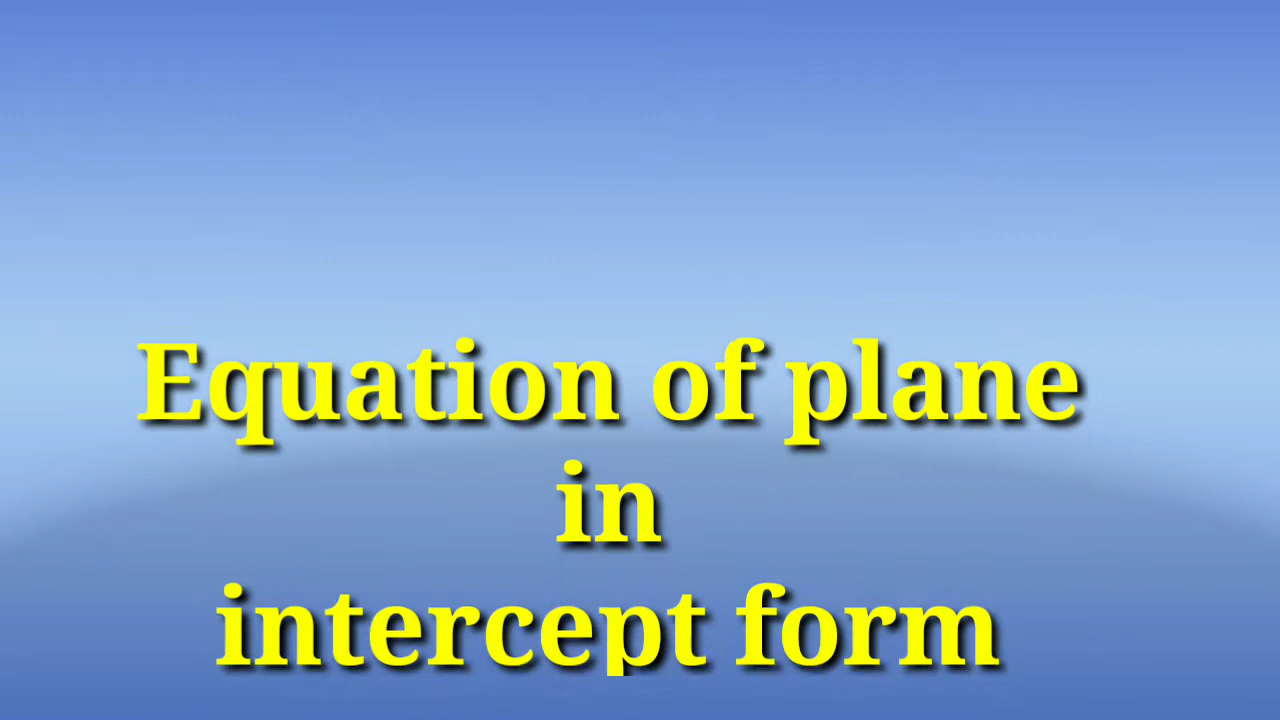 Equation of plane
in
intercept form